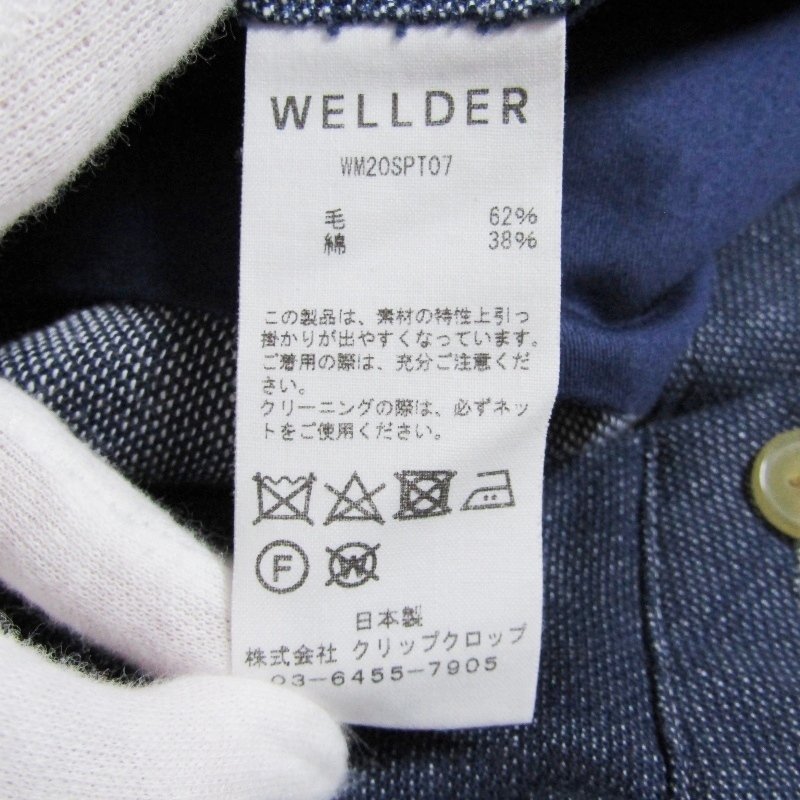 WELLDER
WM20SPT07
毛 62%
綿 38%
この製品は、素材の特性上引っ
掛かりが出やすくなっています。
ご着用の際は、充分ご注意くだ
さい。
クリーニングの際は、必ずネッ
トをご使用ください。
F W
日本製
株式会社 クリップクロップ
03-6455-7905